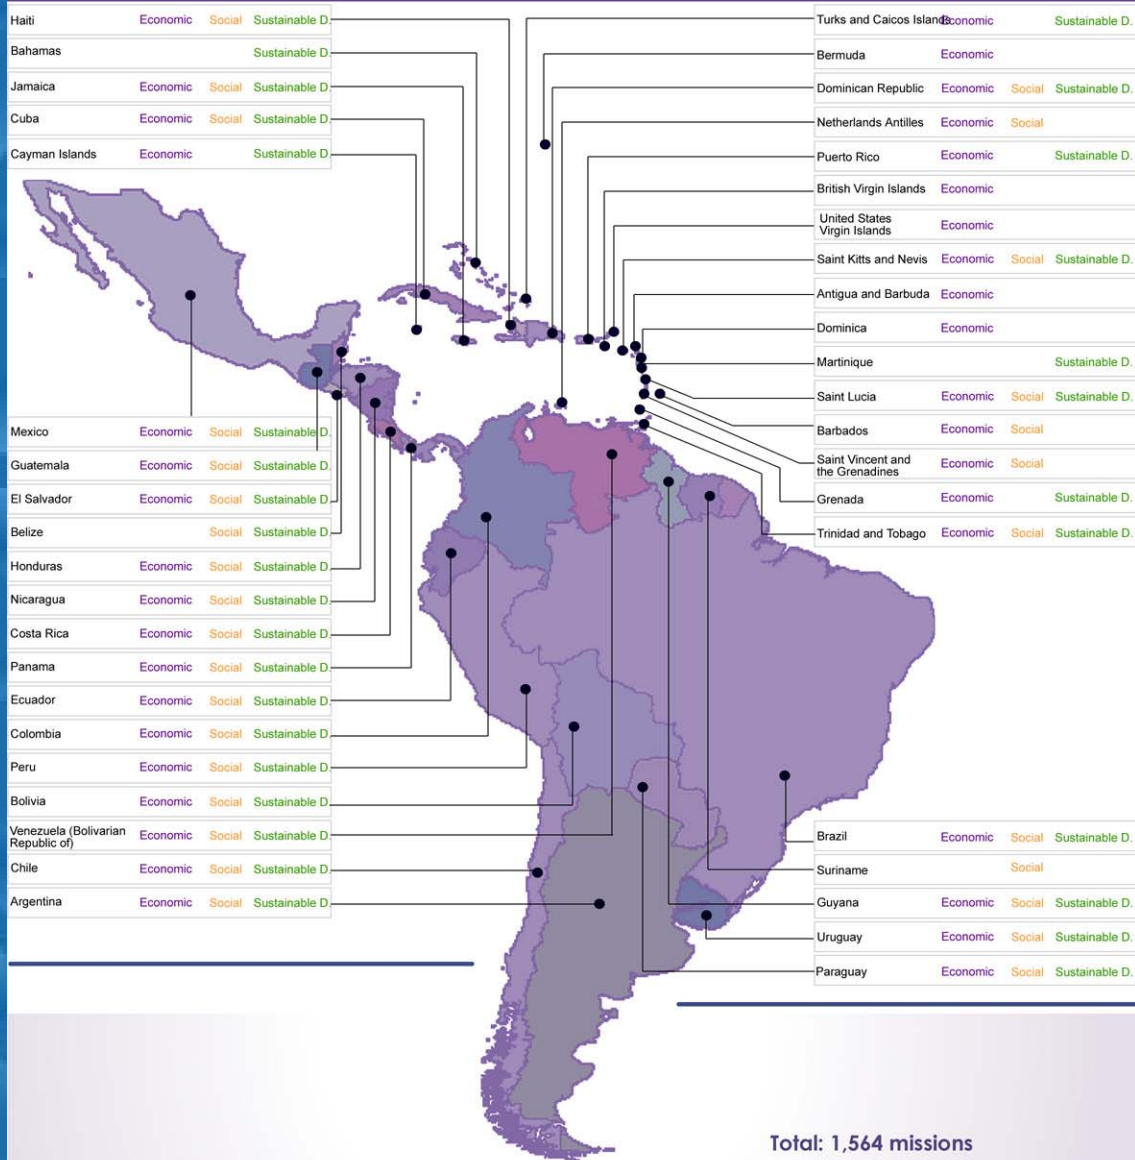 Haiti Economic Social Sustainable D.
Bahamas Sustainable D.
Jamaica Economic Social Sustainable D.
Cuba Economic Social Sustainable D.
Cayman Islands Economic Sustainable D.
Turks and Caicos Islands Economic Sustainable D.
Bermuda Economic
Dominican Republic Economic Social Sustainable D.
Netherlands Antilles Economic Social
Puerto Rico Economic Sustainable D.
British Virgin Islands Economic
United States
Virgin Islands Economic
Saint Kitts and Nevis Economic Social Sustainable D.
Antigua and Barbuda Economic
Dominica Economic
Martinique Sustainable D.
Saint Lucia Economic Social Sustainable D.
Barbados Economic Social
Saint Vincent and
the Grenadines Economic Social
Grenada Economic Sustainable D.
Trinidad and Tobago Economic Social Sustainable D.
Mexico Economic Social Sustainable D.
Guatemala Economic Social Sustainable D.
El Salvador Economic Social Sustainable D.
Belize Social Sustainable D.
Honduras Economic Social Sustainable D.
Nicaragua Economic Social Sustainable D.
Costa Rica Economic Social Sustainable D.
Panama Economic Social Sustainable D.
Ecuador Economic Social Sustainable D.
Colombia Economic Social Sustainable D.
Peru Economic Social Sustainable D.
Bolivia Economic Social Sustainable D.
Venezuela (Bolivarian
Republic of) Economic Social Sustainable D.
Chile Economic Social Sustainable D.
Argentina Economic Social Sustainable D.
Brazil Economic Social Sustainable D.
Suriname Social
Guyana Economic Social Sustainable D.
Uruguay Economic Social Sustainable D.
Paraguay Economic Social Sustainable D.
Total: 1,564 missions